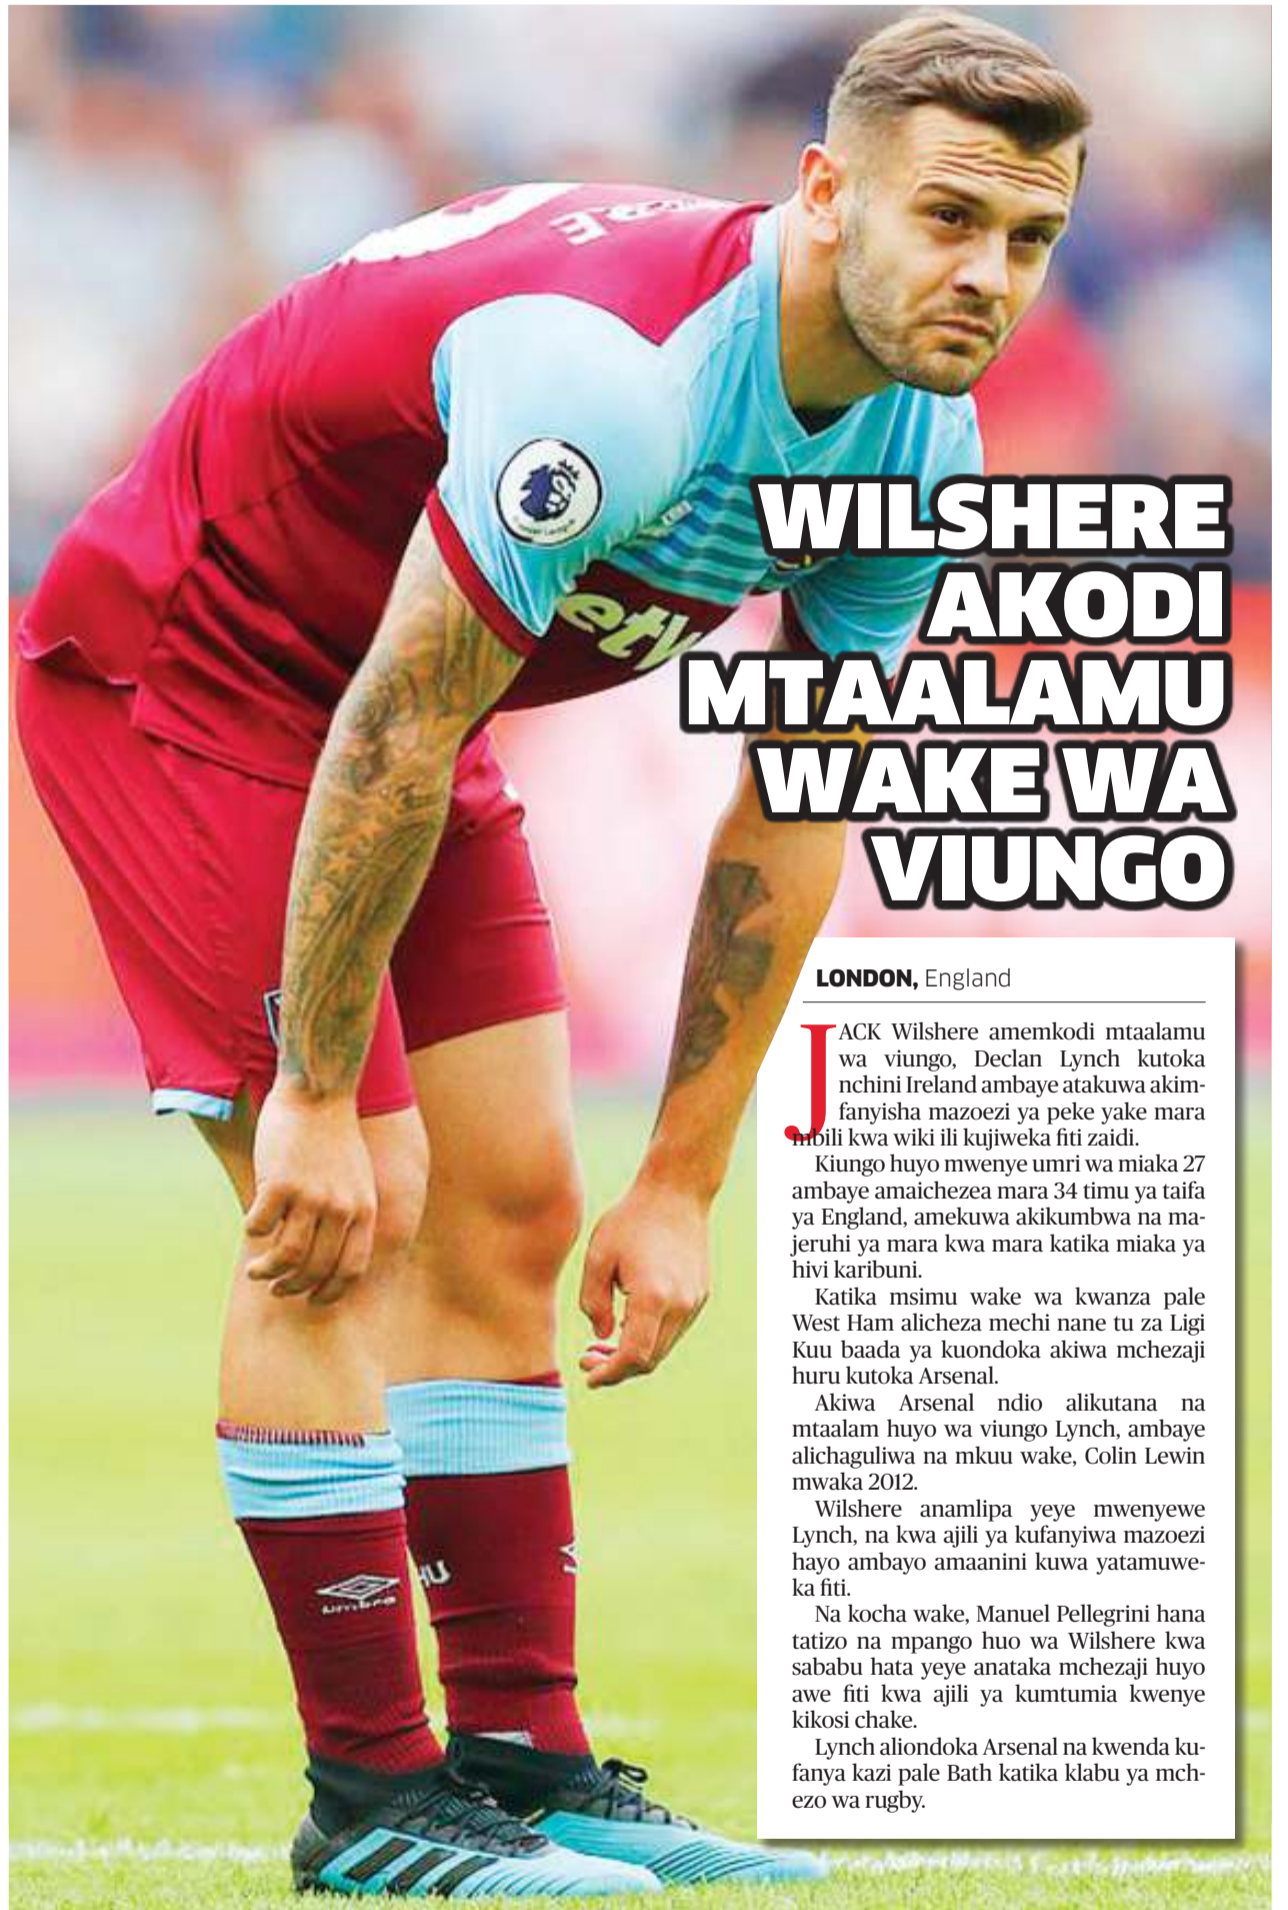 WILSHERE
AKODI
MTAALAMU
WAKE WA
VIUNGO
LONDON, England
JACK Wilshere amemkodi mtaalamu
wa viungo, Declan Lynch kutoka
nchini Ireland ambaye atakuwa akim-
fanyisha mazoezi ya peke yake mara
mbili kwa wiki ili kujiweka fiti zaidi.
Kiungo huyo mwenye umri wa miaka 27
ambaye amaichezea mara 34 timu ya taifa
ya England, amekuwa akikumbwa na ma-
jeruhi ya mara kwa mara katika miaka ya
hivi karibuni.
Katika msimu wake wa kwanza pale
West Ham alicheza mechi nane tu za Ligi
Kuu baada ya kuondoka akiwa mchezaji
huru kutoka Arsenal.
Akiwa Arsenal ndio alikutana na
mtaalam huyo wa viungo Lynch, ambaye
alichaguliwa na mkuu wake, Colin Lewin
mwaka 2012.
Wilshere anamlipa yeye mwenyewe
Lynch, na kwa ajili ya kufanyiwa mazoezi
hayo ambayo amaanini kuwa yatamuwe-
ka fiti.
Na kocha wake, Manuel Pellegrini hana
tatizo na mpango huo wa Wilshere kwa
sababu hata yeye anataka mchezaji huyo
awe fiti kwa ajili ya kumtumia kwenye
kikosi chake.
Lynch aliondoka Arsenal na kwenda ku-
fanya kazi pale Bath katika klabu ya mch-
ezo wa rugby.
umbro